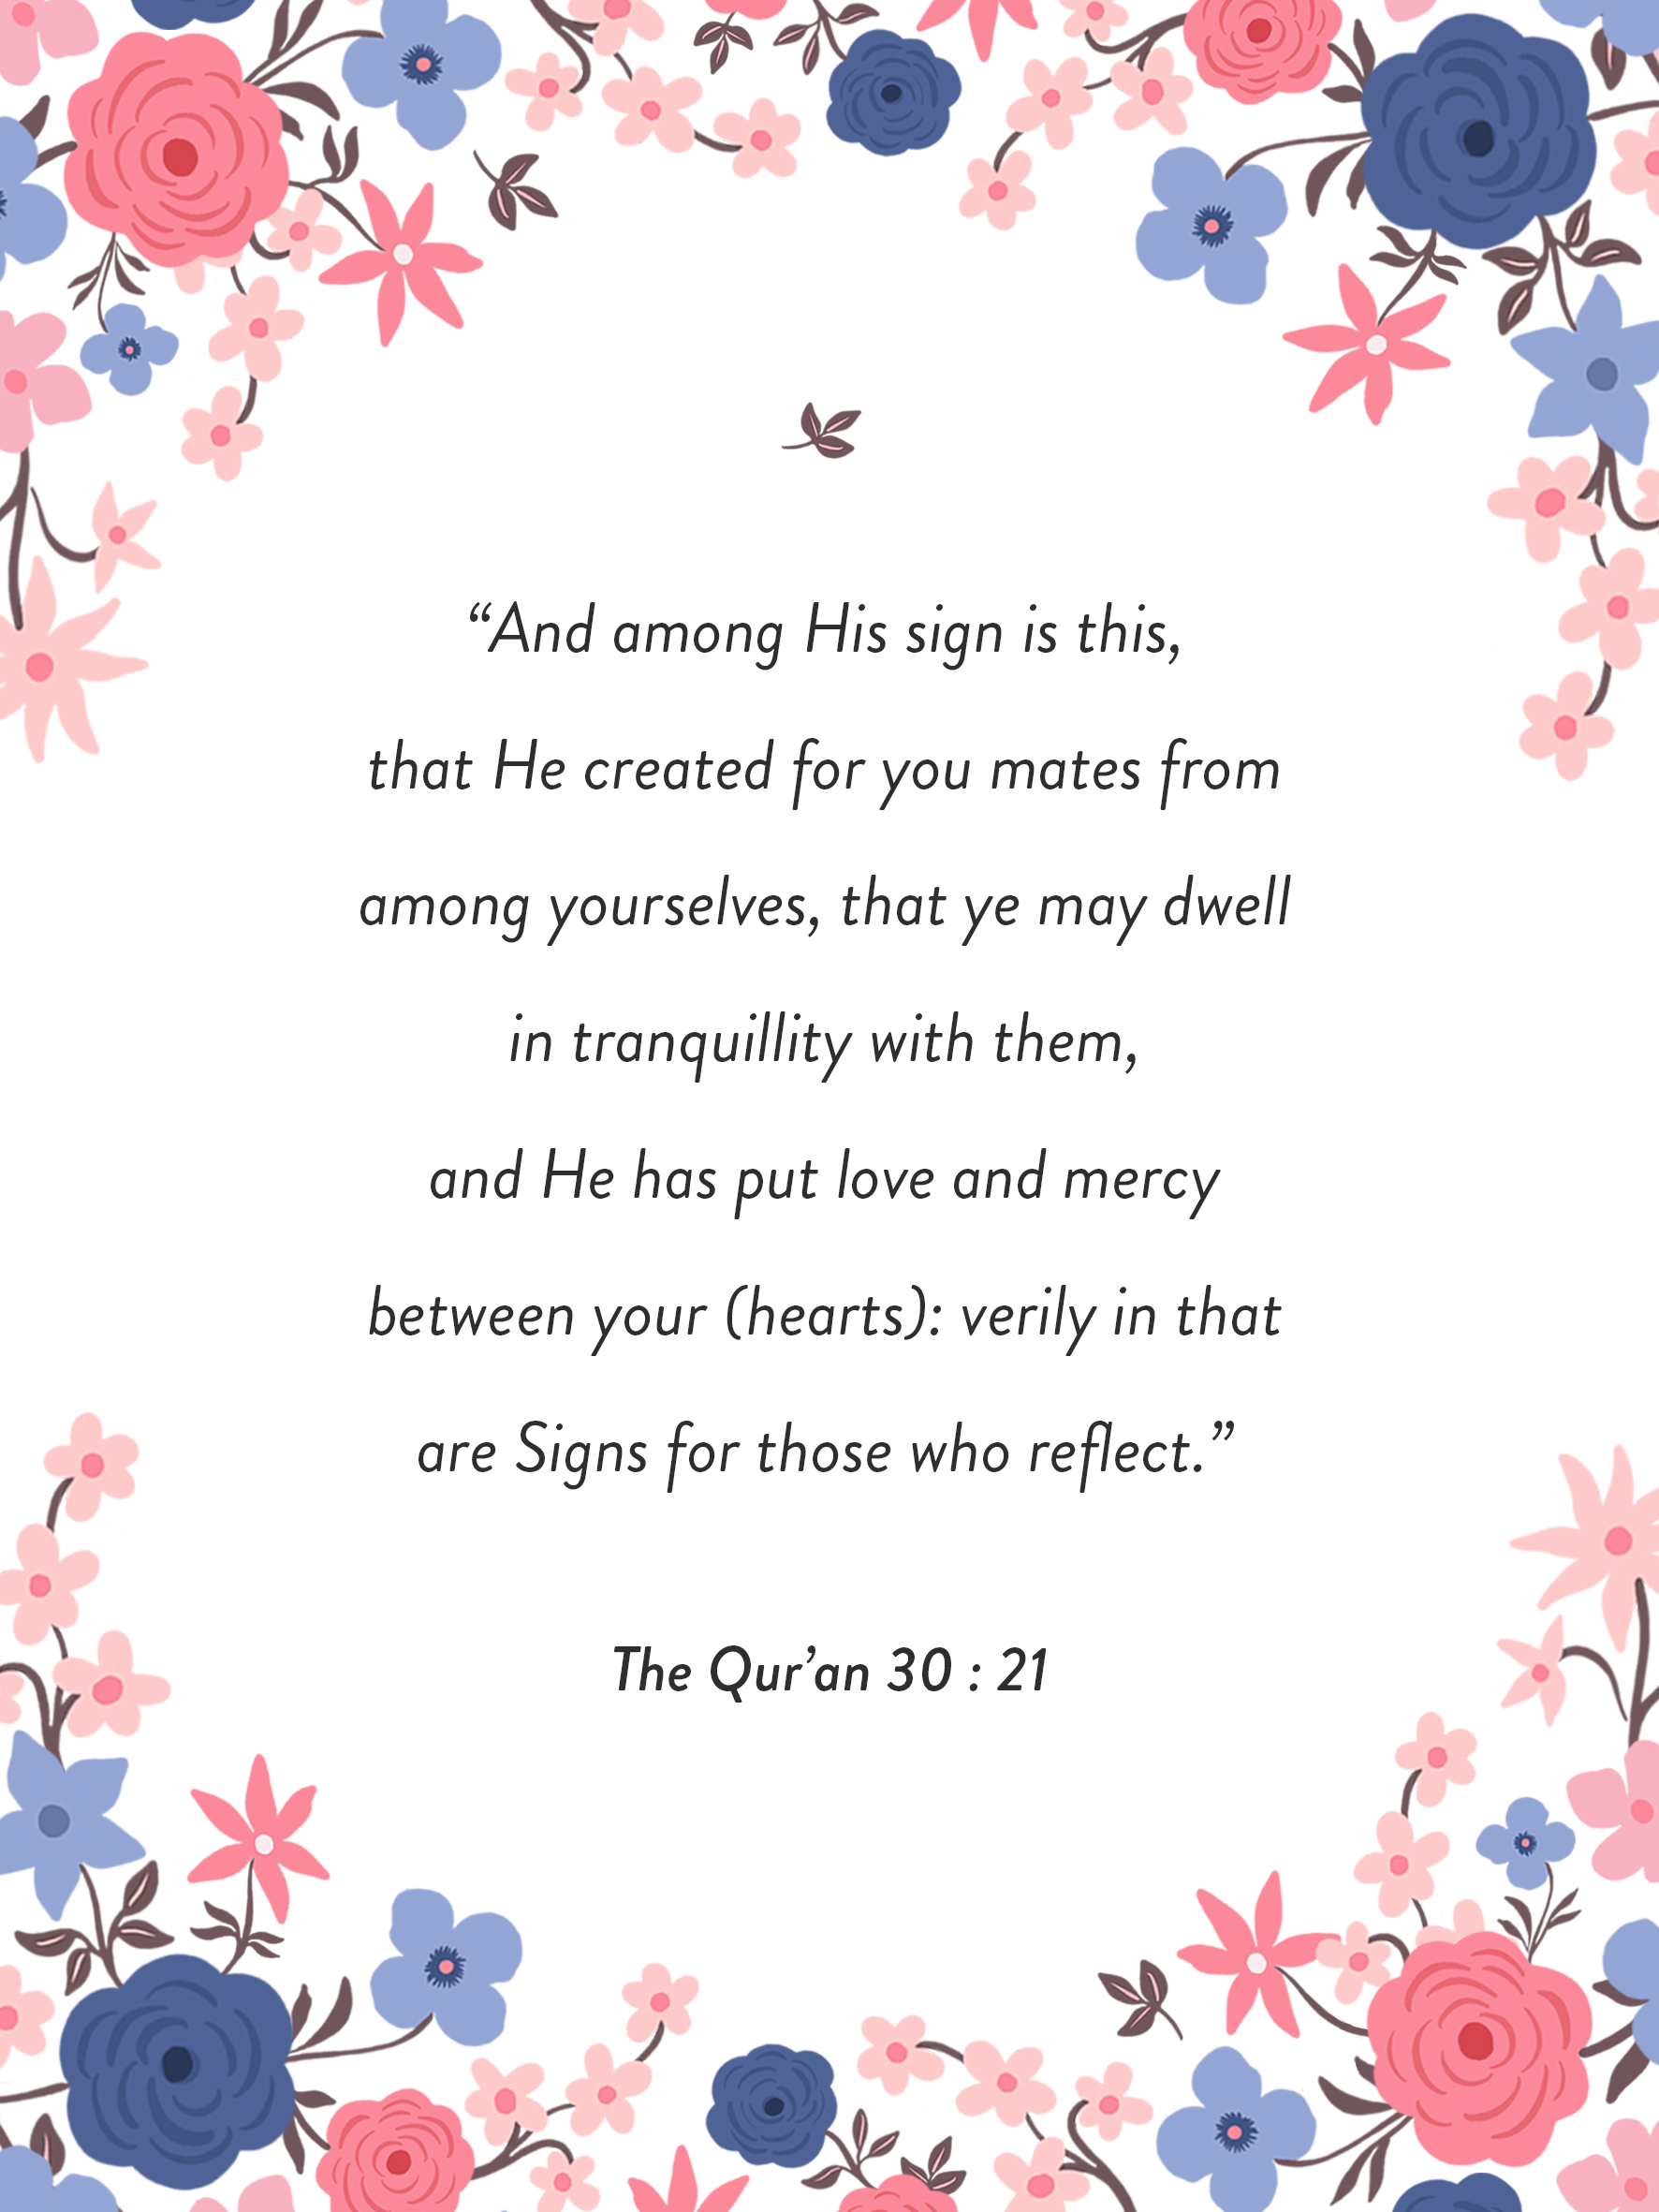 “And among His sign is this,
that He created for you mates from
among yourselves, that ye may dwell
in tranquillity with them,
and He has put love and mercy
between your (hearts): verily in that
are Signs for those who reflect.”
The Qur’an 30 : 21